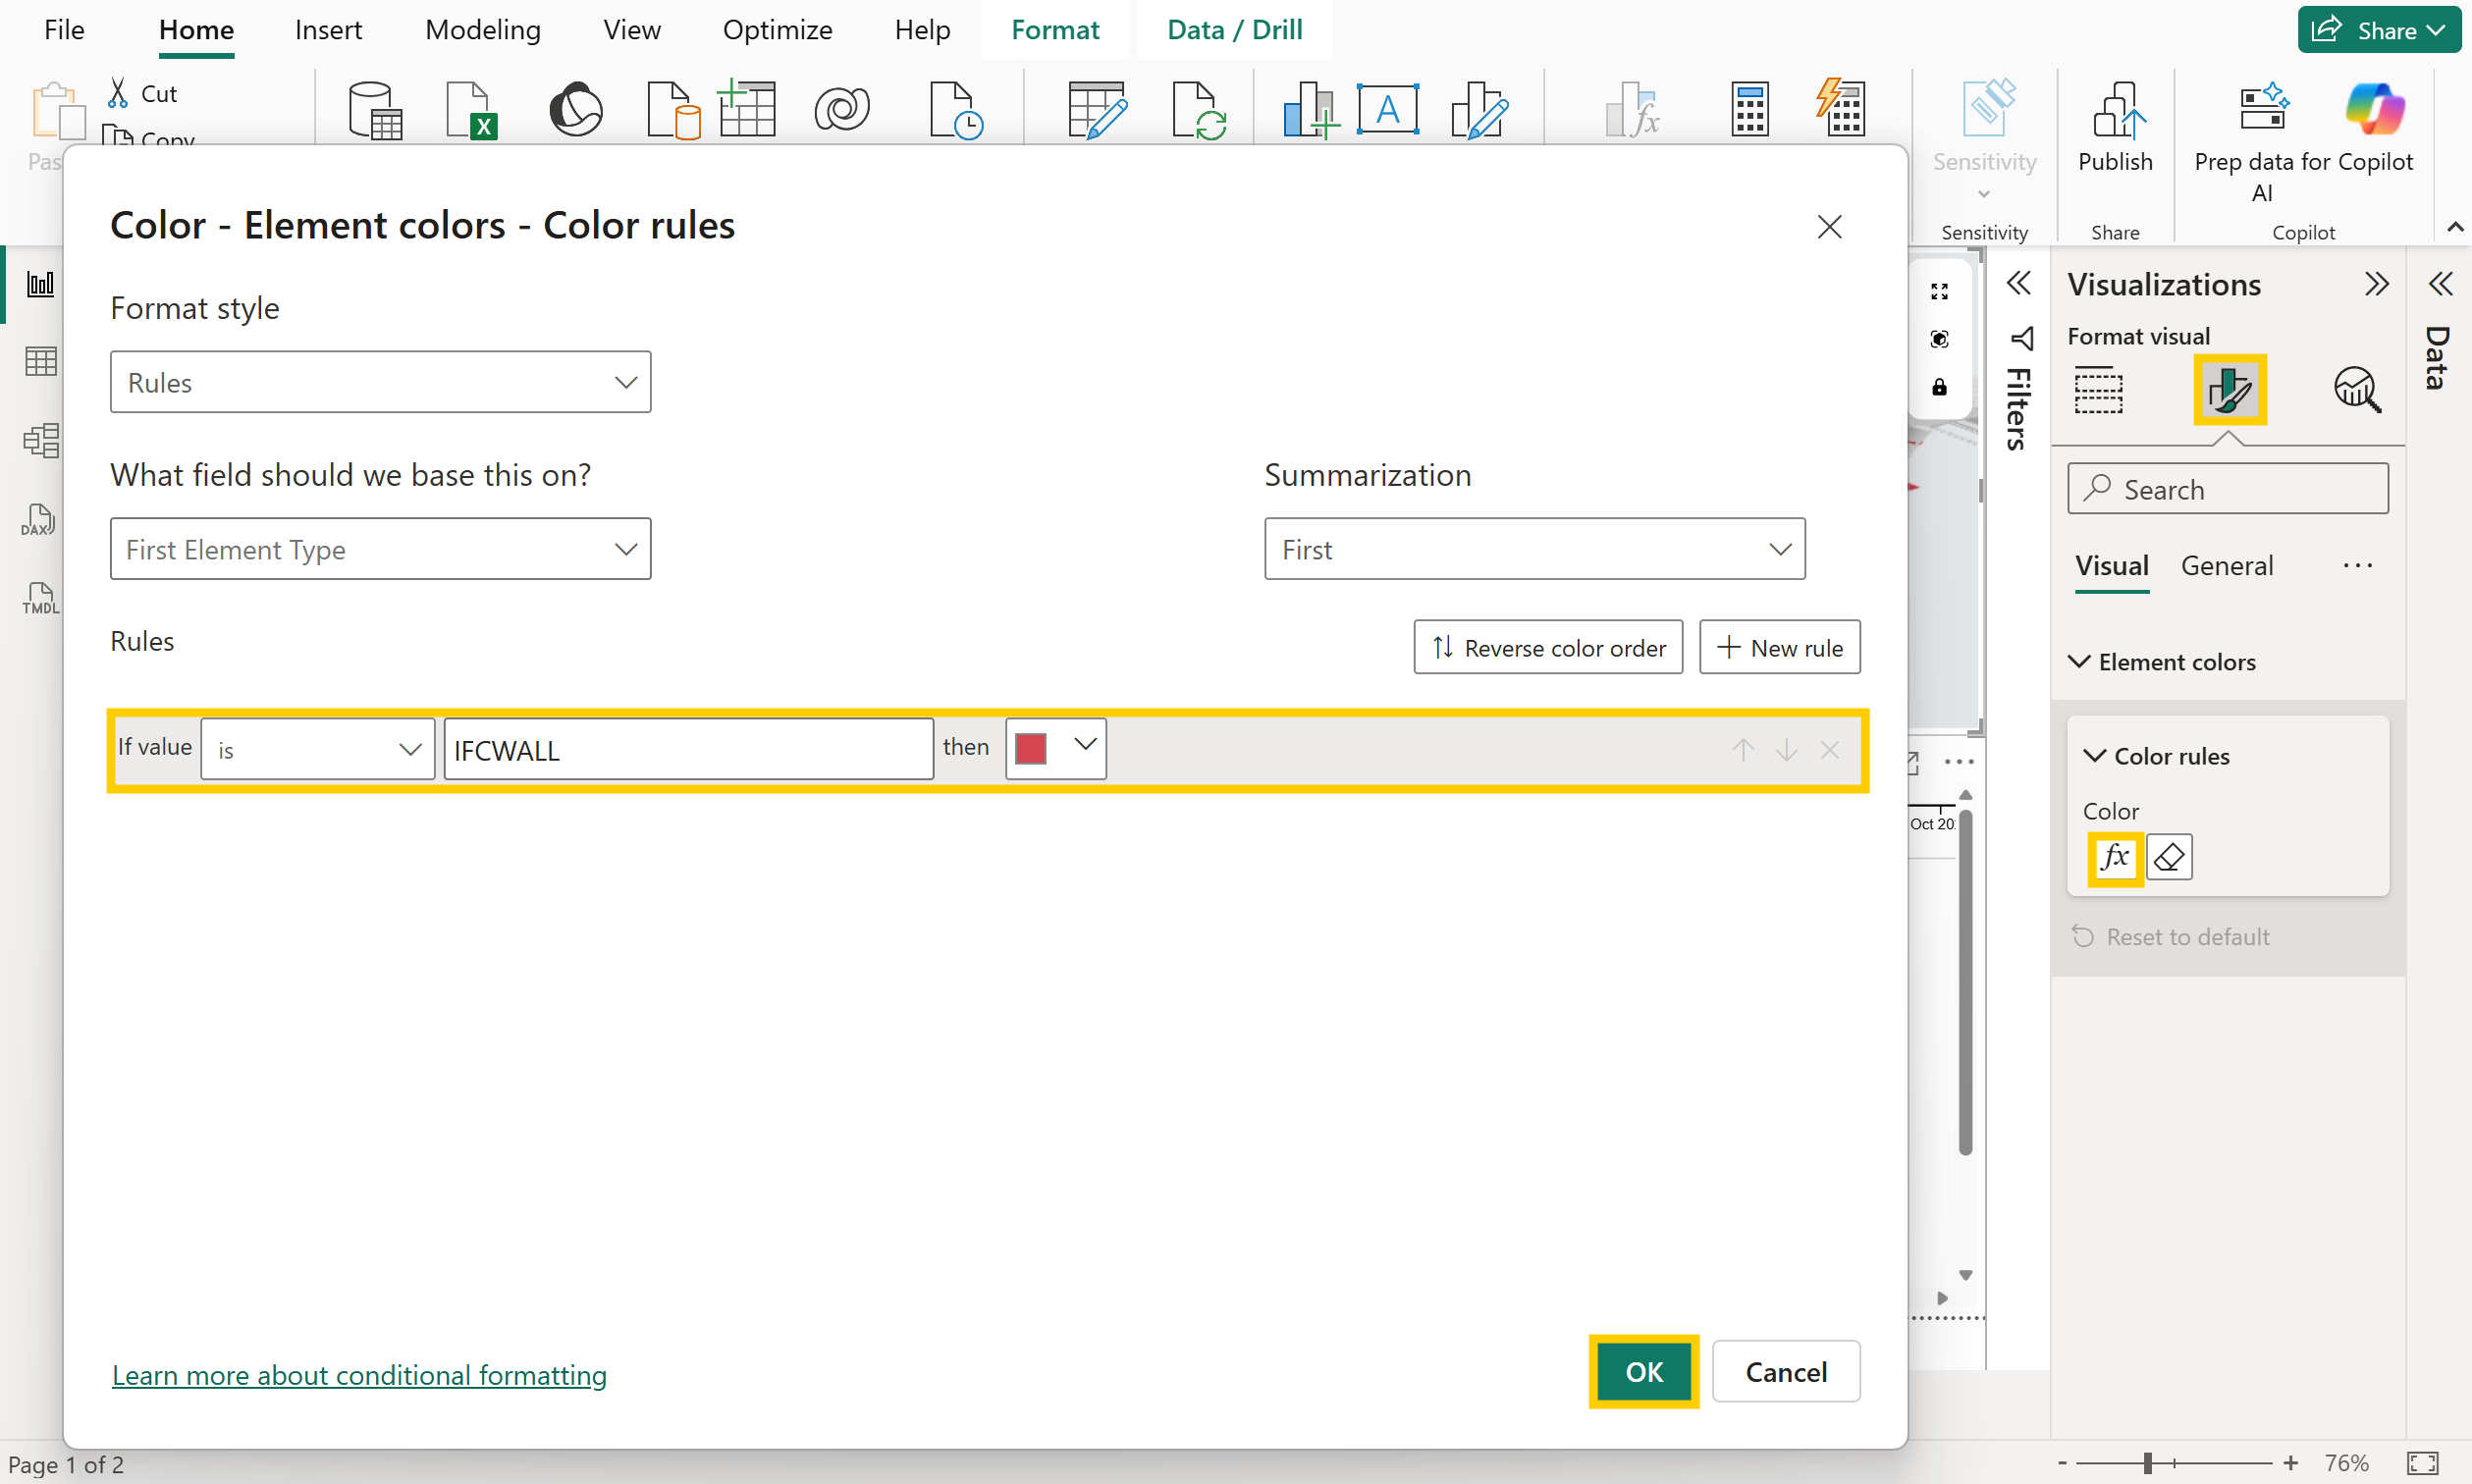 File Home Insert Modeling View Optimize Help Format Data / Drill Share
Cut
Copy
Pas
X
A
fx
Sensitivity
Publish
Prep data for AI
Copilot
Sensitivity
Share
Copilot
Color - Element colors - Color rules
Format style
Rules
What field should we base this on?
First Element Type
Summarization
First
Rules
Reverse color order
New rule
If value is IFCWALL then
Learn more about conditional formatting
OK
Cancel
DAX
TMDL
Filters
Oct 20
Visualizations
Format visual
Search
Visual General
Element colors
Color rules
Color
fx
Reset to default
Data
Page 1 of 2
- + 76%